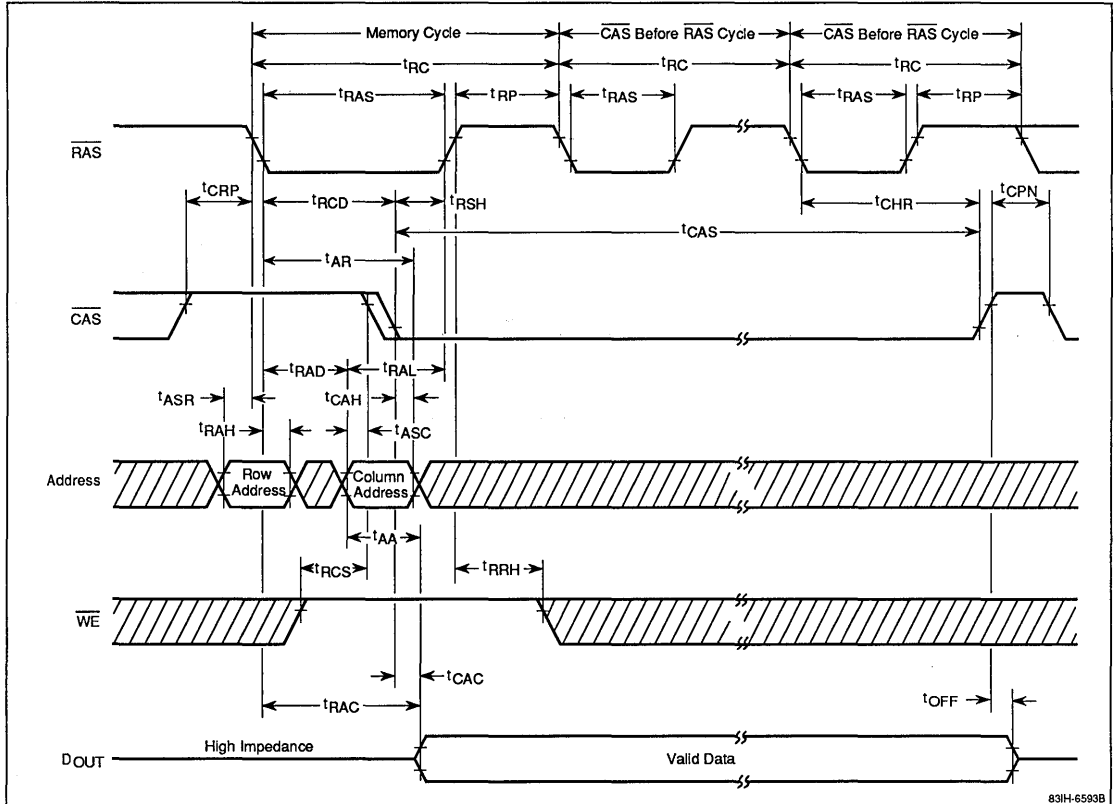 Memory Cycle CAS Before RAS Cycle CAS Before RAS Cycle
tRC tRC tRC
tRAS tRP tRAS tRAS tRP
RAS
tCRP tRCD tRSH tCHR tCPN
tCAS
tAR
CAS
tRAD tRAL
tASR tCAH
tRAH tASC
Address Row Address Column Address
tAA
tRCS tRRH
WE
tCAC
tRAC tOFF
High Impedance
DOUT Valid Data
83IH-6593B